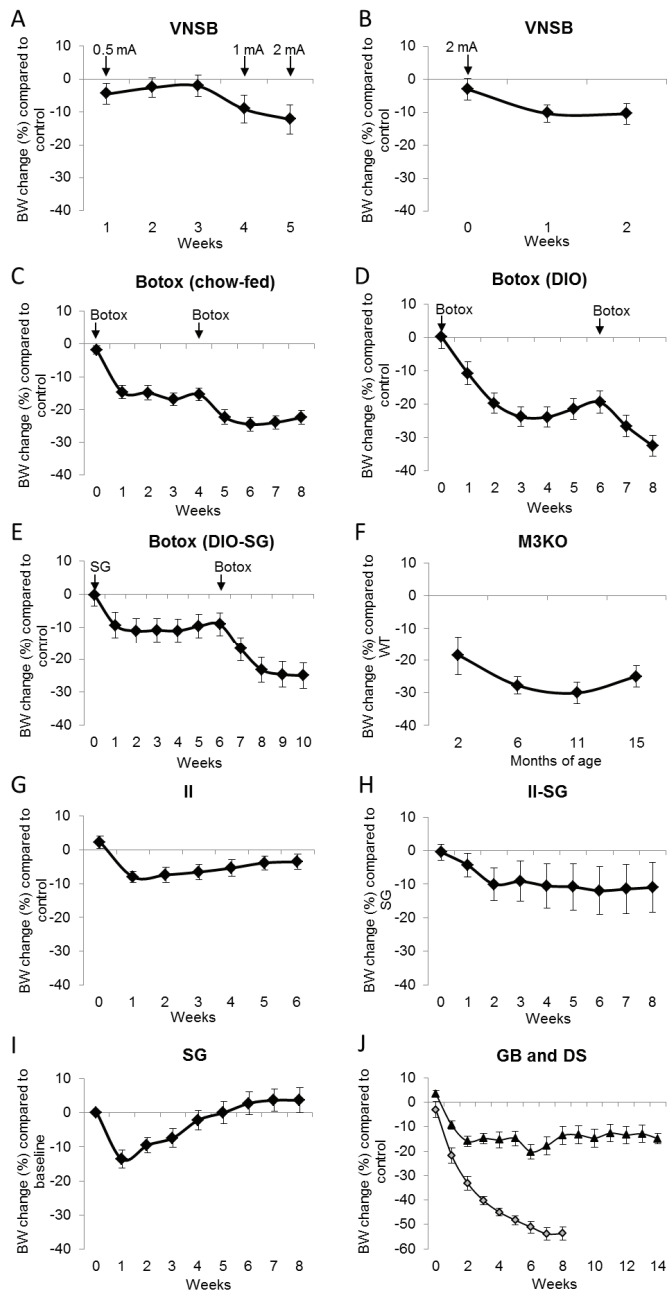 A
VNSB
0.5 mA 1 mA 2 mA
BW change (%) compared to
control
10
0
-10
-20
-30
-40
1 2 3 4 5
Weeks
B
VNSB
2 mA
BW change (%) compared to
control
10
0
-10
-20
-30
-40
0 1 2
Weeks
C
Botox (chow-fed)
Botox Botox
BW change (%) compared to
control
10
0
-10
-20
-30
-40
0 1 2 3 4 5 6 7 8
Weeks
D
Botox (DIO)
Botox Botox
BW change (%) compared to
control
10
0
-10
-20
-30
-40
0 1 2 3 4 5 6 7 8
Weeks
E
Botox (DIO-SG)
SG Botox
BW change (%) compared to
control
10
0
-10
-20
-30
-40
0 1 2 3 4 5 6 7 8 9 10
Weeks
F
M3KO
BW change (%) compared to
WT
10
0
-10
-20
-30
-40
2 6 11 15
Months of age
G
II
BW change (%) compared to
control
10
0
-10
-20
-30
-40
0 1 2 3 4 5 6
Weeks
H
II-SG
BW change (%) compared to
SG
10
0
-10
-20
-30
-40
0 1 2 3 4 5 6 7 8
Weeks
I
SG
BW change (%) compared to
baseline
10
0
-10
-20
-30
-40
0 1 2 3 4 5 6 7 8
Weeks
J
GB and DS
BW change (%) compared to
control
10
0
-10
-20
-30
-40
-50
-60
0 2 4 6 8 10 12 14
Weeks